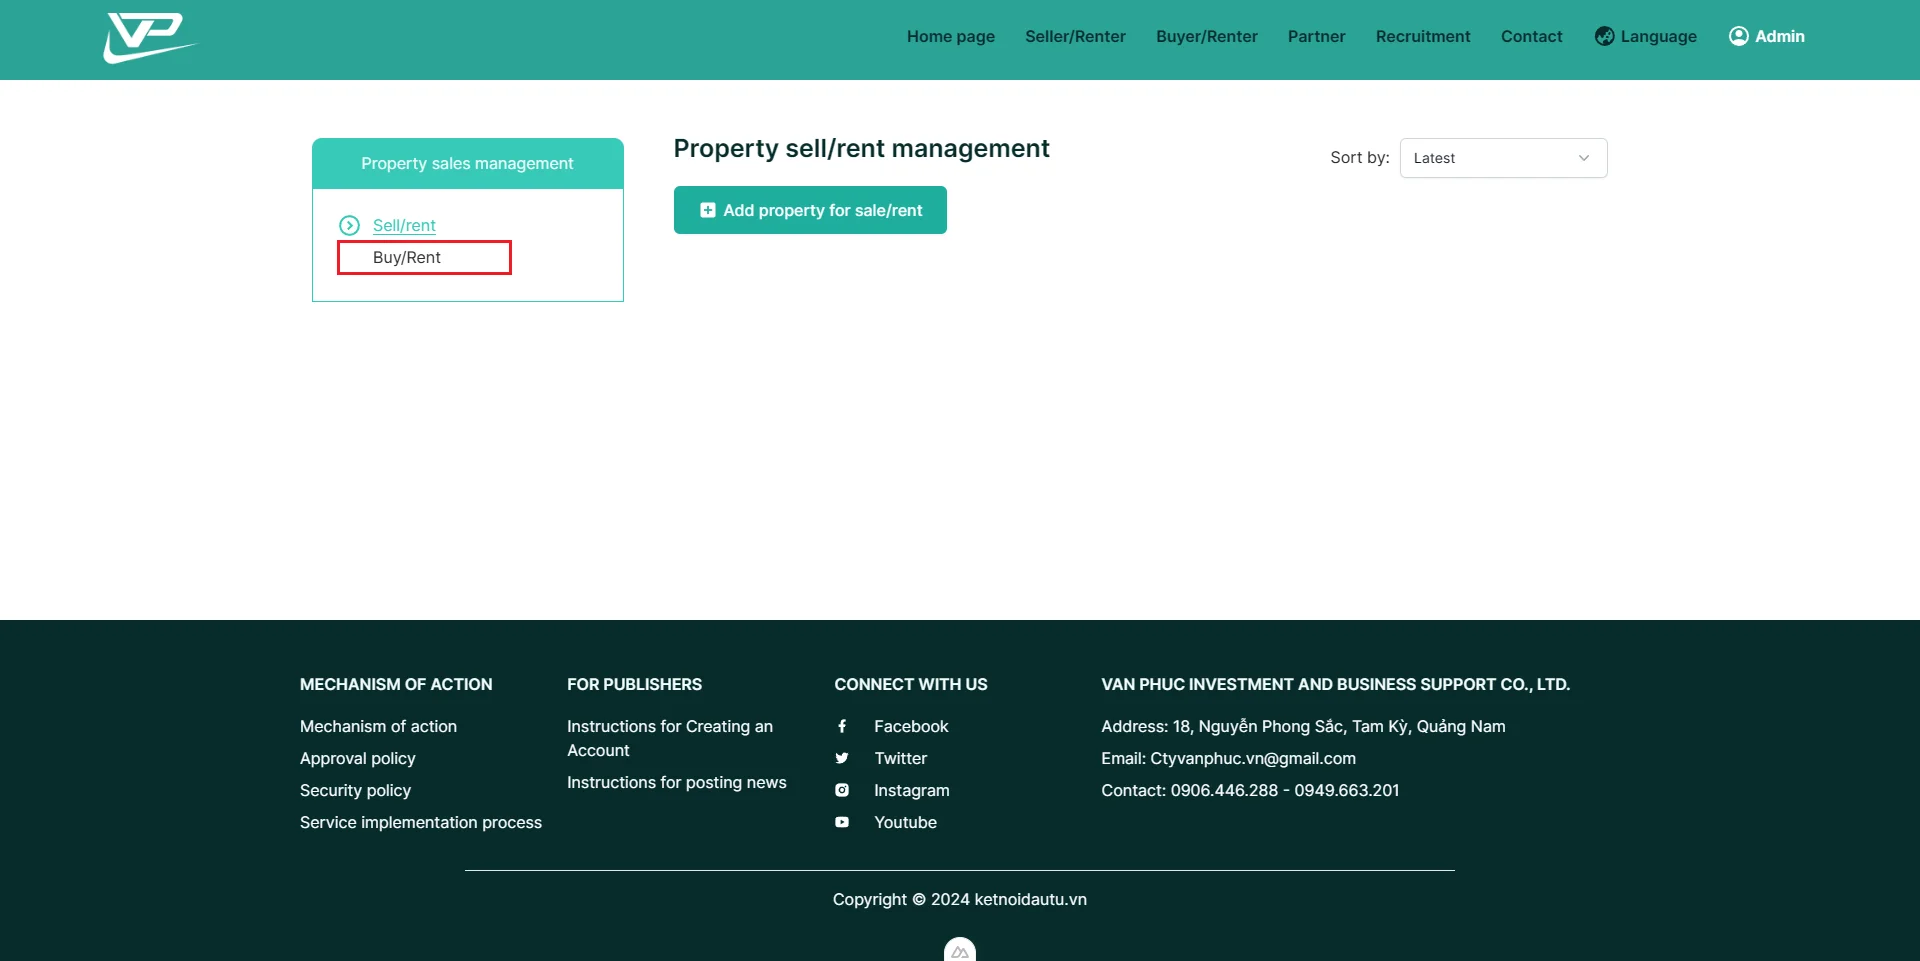 VP
Home page
Seller/Renter
Buyer/Renter
Partner
Recruitment
Contact
Language
Admin
Property sales management
Sell/rent
Buy/Rent
Property sell/rent management
Add property for sale/rent
Sort by:
Latest
MECHANISM OF ACTION
Mechanism of action
Approval policy
Security policy
Service implementation process
FOR PUBLISHERS
Instructions for Creating an
Account
Instructions for posting news
CONNECT WITH US
Facebook
Twitter
Instagram
Youtube
VAN PHUC INVESTMENT AND BUSINESS SUPPORT CO., LTD.
Address: 18, Nguyễn Phong Sắc, Tam Kỳ, Quảng Nam
Email: Ctyvanphuc.vn@gmail.com
Contact: 0906.446.288 - 0949.663.201
Copyright © 2024 ketnoidautu.vn